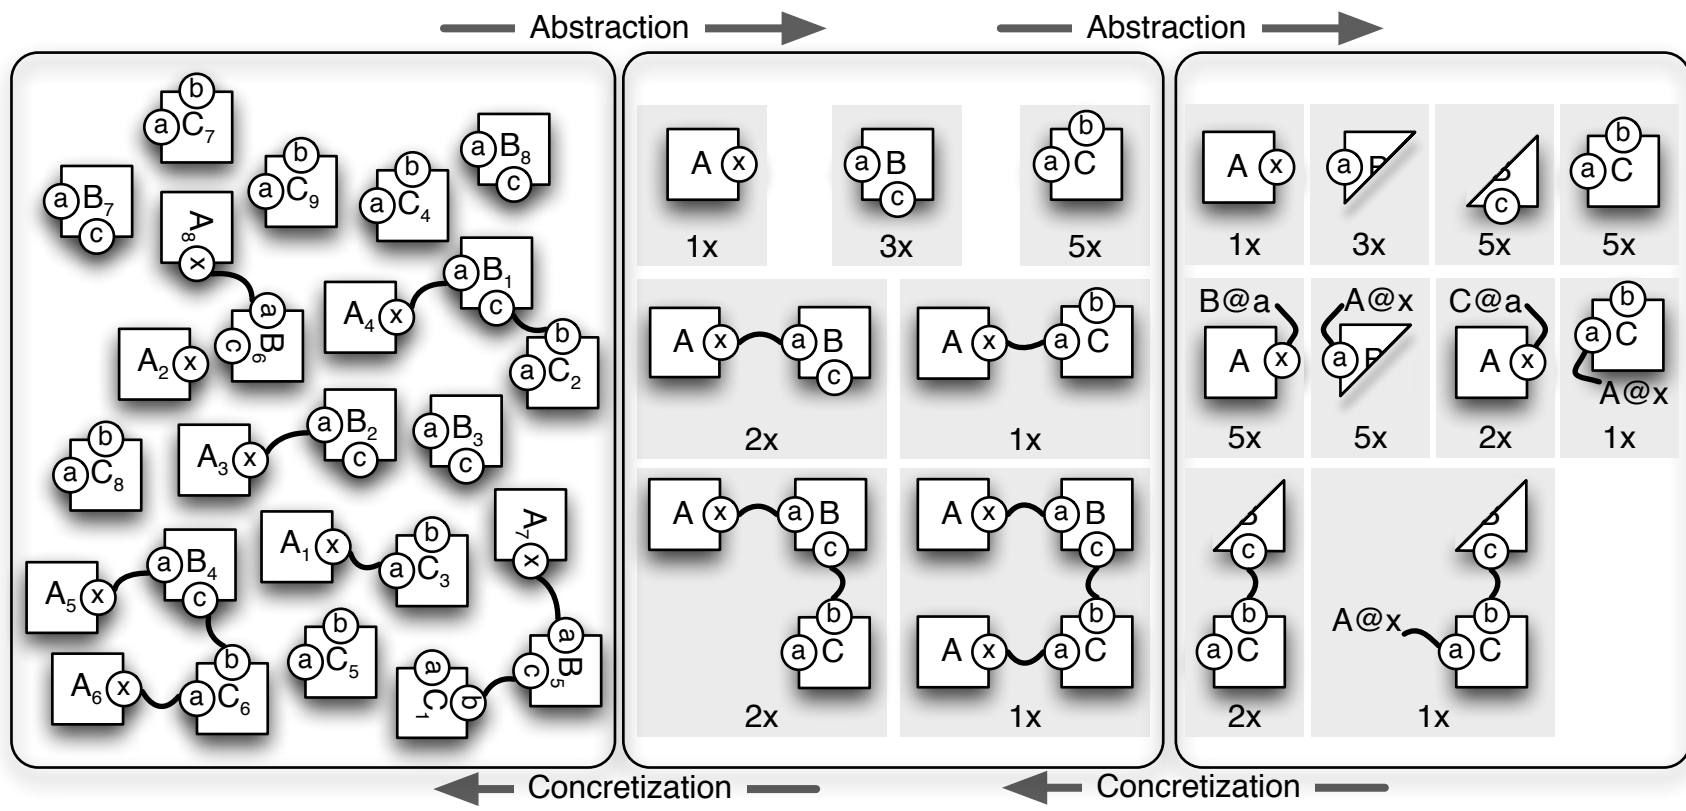 Abstraction Abstraction
b
a C7
b
a C9
b
a C4
a B8
c
a B7
c
A8
x
a B1
c
A4 x
b
a C2
a
c B6
A2 x
a B2
c
A3 x
a B3
c
b
a C8
A7
x
A1 x
b
a C3
a B4
c
A5 x
A6 x
b
a C6
b
a C5
a
b C1
a
c B5
A x
1x
a B
c
3x
b
a C
5x
A x a B
c
2x
A x b
a C
1x
A x a B
c
b
a C
2x
A x a B
c
b
A x a C
1x
A x
1x
a B
3x
B
c
5x
b
a C
5x
B@a
A x
5x
A@x
a B
5x
C@a
A x
2x
b
a C
A@x
1x
B
c
b
a C
2x
B
c
b
A@x a C
1x
Concretization Concretization